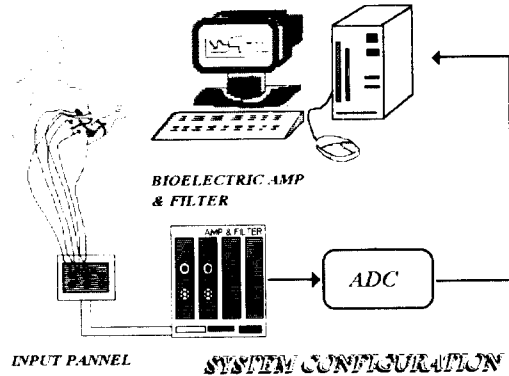 BIOELECTRIC AMP
& FILTER
AMP & FILTER
ADC
INPUT PANNEL
SYSTEM CONFIGURATION